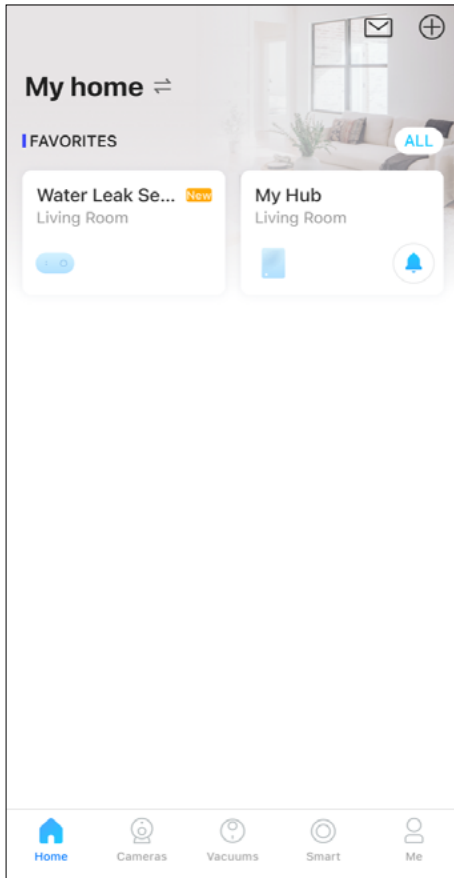 My home
FAVORITES
ALL
Water Leak Se... New
Living Room
My Hub
Living Room
Home
Cameras
Vacuums
Smart
Me